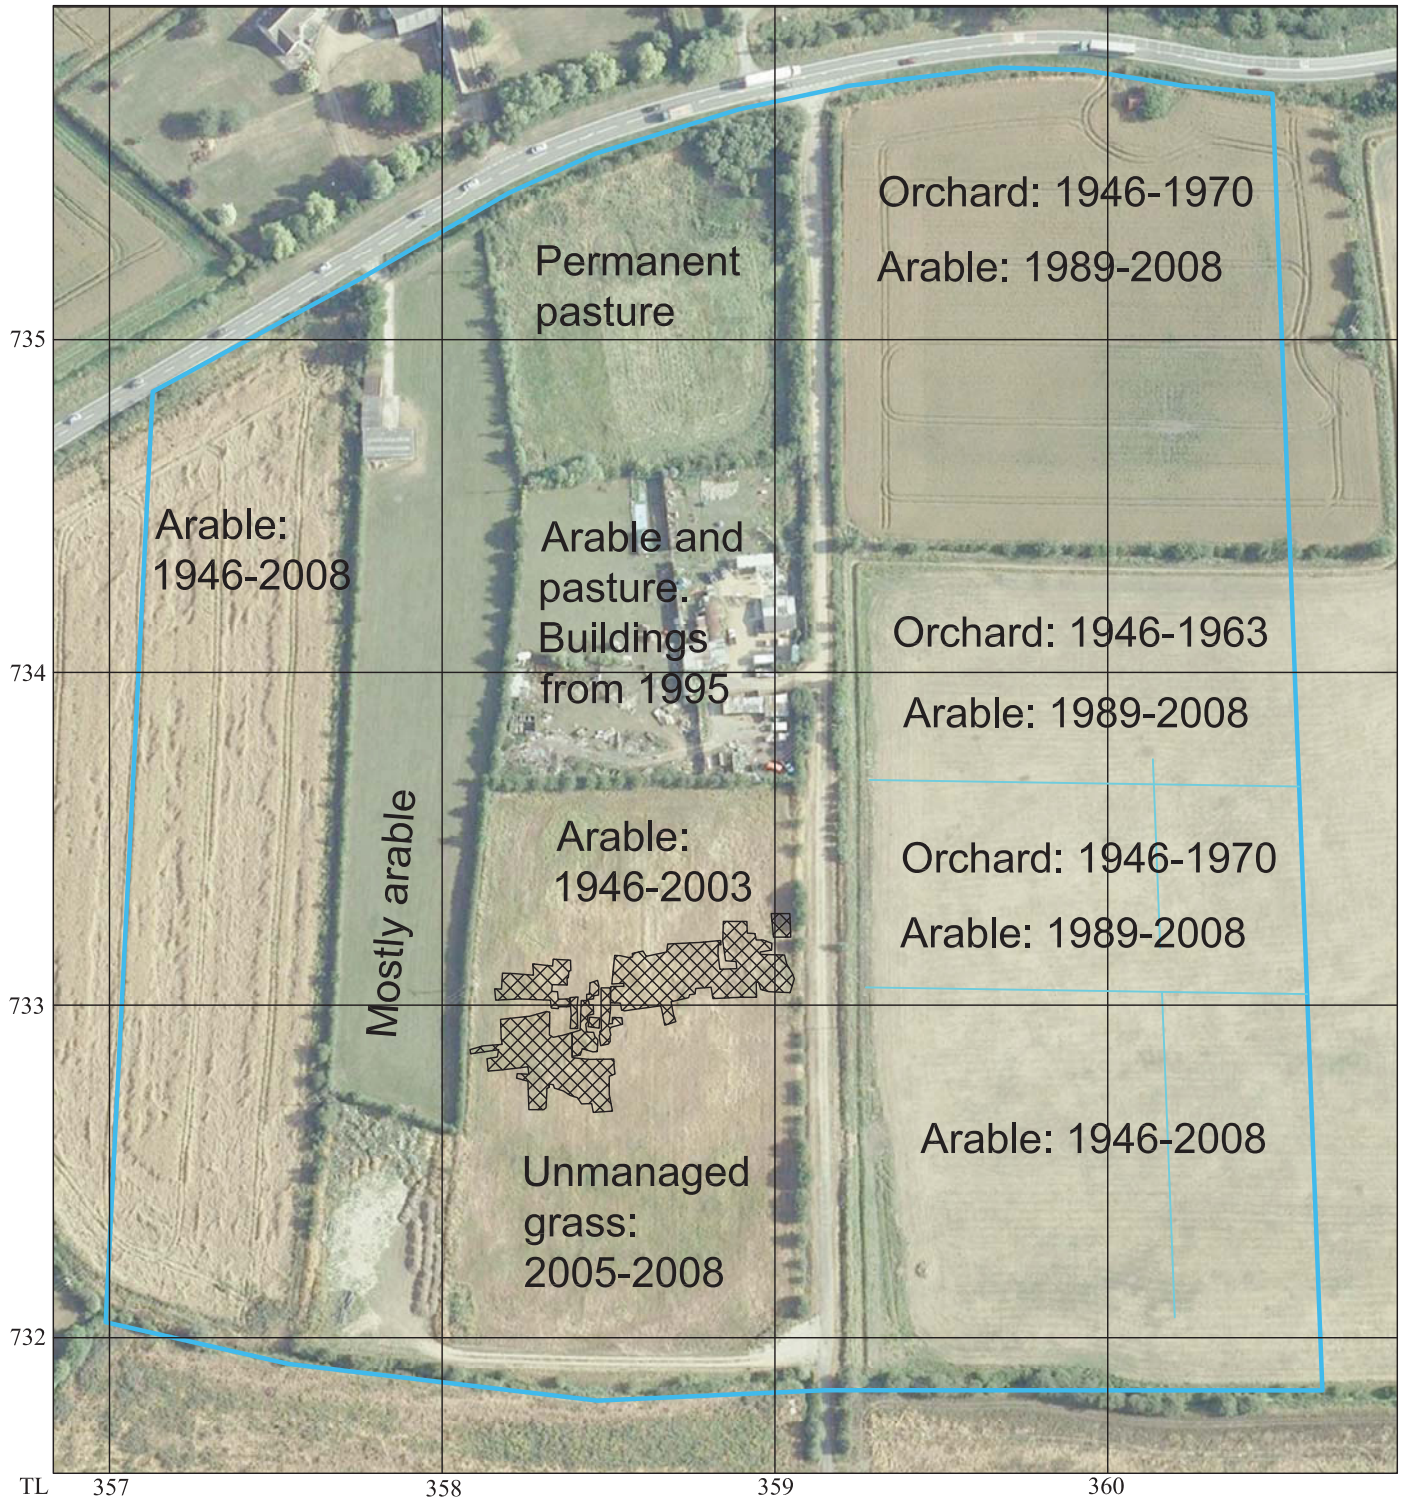 Orchard: 1946-1970
Arable: 1989-2008
Permanent
pasture
735
Arable:
1946-2008
Arable and
pasture.
Buildings
from 1995
Orchard: 1946-1963
734
Arable: 1989-2008
Mostly arable
Arable:
1946-2003
Orchard: 1946-1970
Arable: 1989-2008
733
Arable: 1946-2008
Unmanaged
grass:
2005-2008
732
TL 357 358 359 360